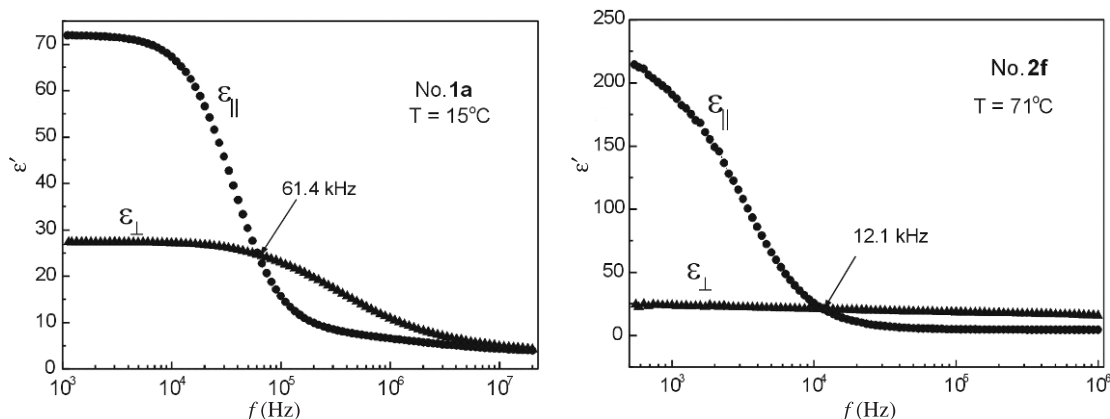 70
60
50
40
30
20
10
0
ε′
ε||
ε⊥
No.1a
T = 15°C
61.4 kHz
10³ 10⁴ 10⁵ 10⁶ 10⁷
f (Hz)
250
200
150
100
50
0
ε′
ε||
ε⊥
No.2f
T = 71°C
12.1 kHz
10³ 10⁴ 10⁵ 10⁶
f (Hz)